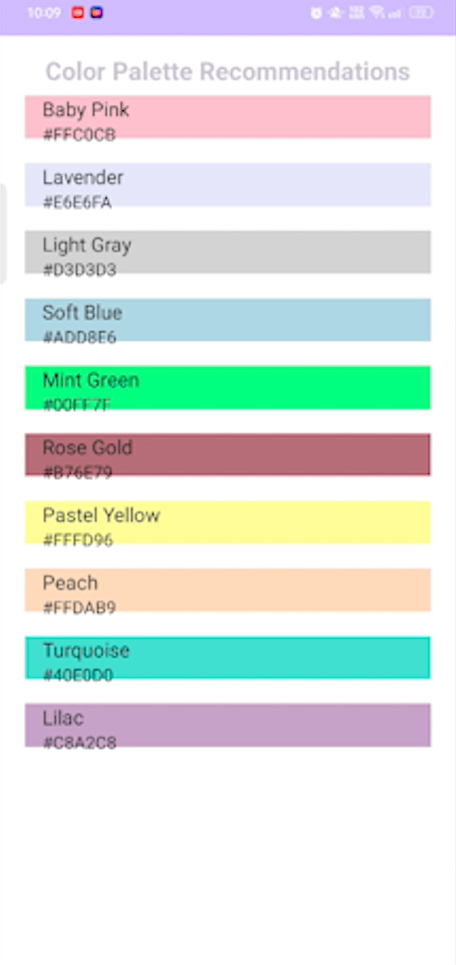 10:09
Color Palette Recommendations
Baby Pink
#FFC0CB
Lavender
#E6E6FA
Light Gray
#D3D3D3
Soft Blue
#ADD8E6
Mint Green
#00FF7F
Rose Gold
#B76E79
Pastel Yellow
#FFFD96
Peach
#FFDAB9
Turquoise
#40E0D0
Lilac
#C8A2C8